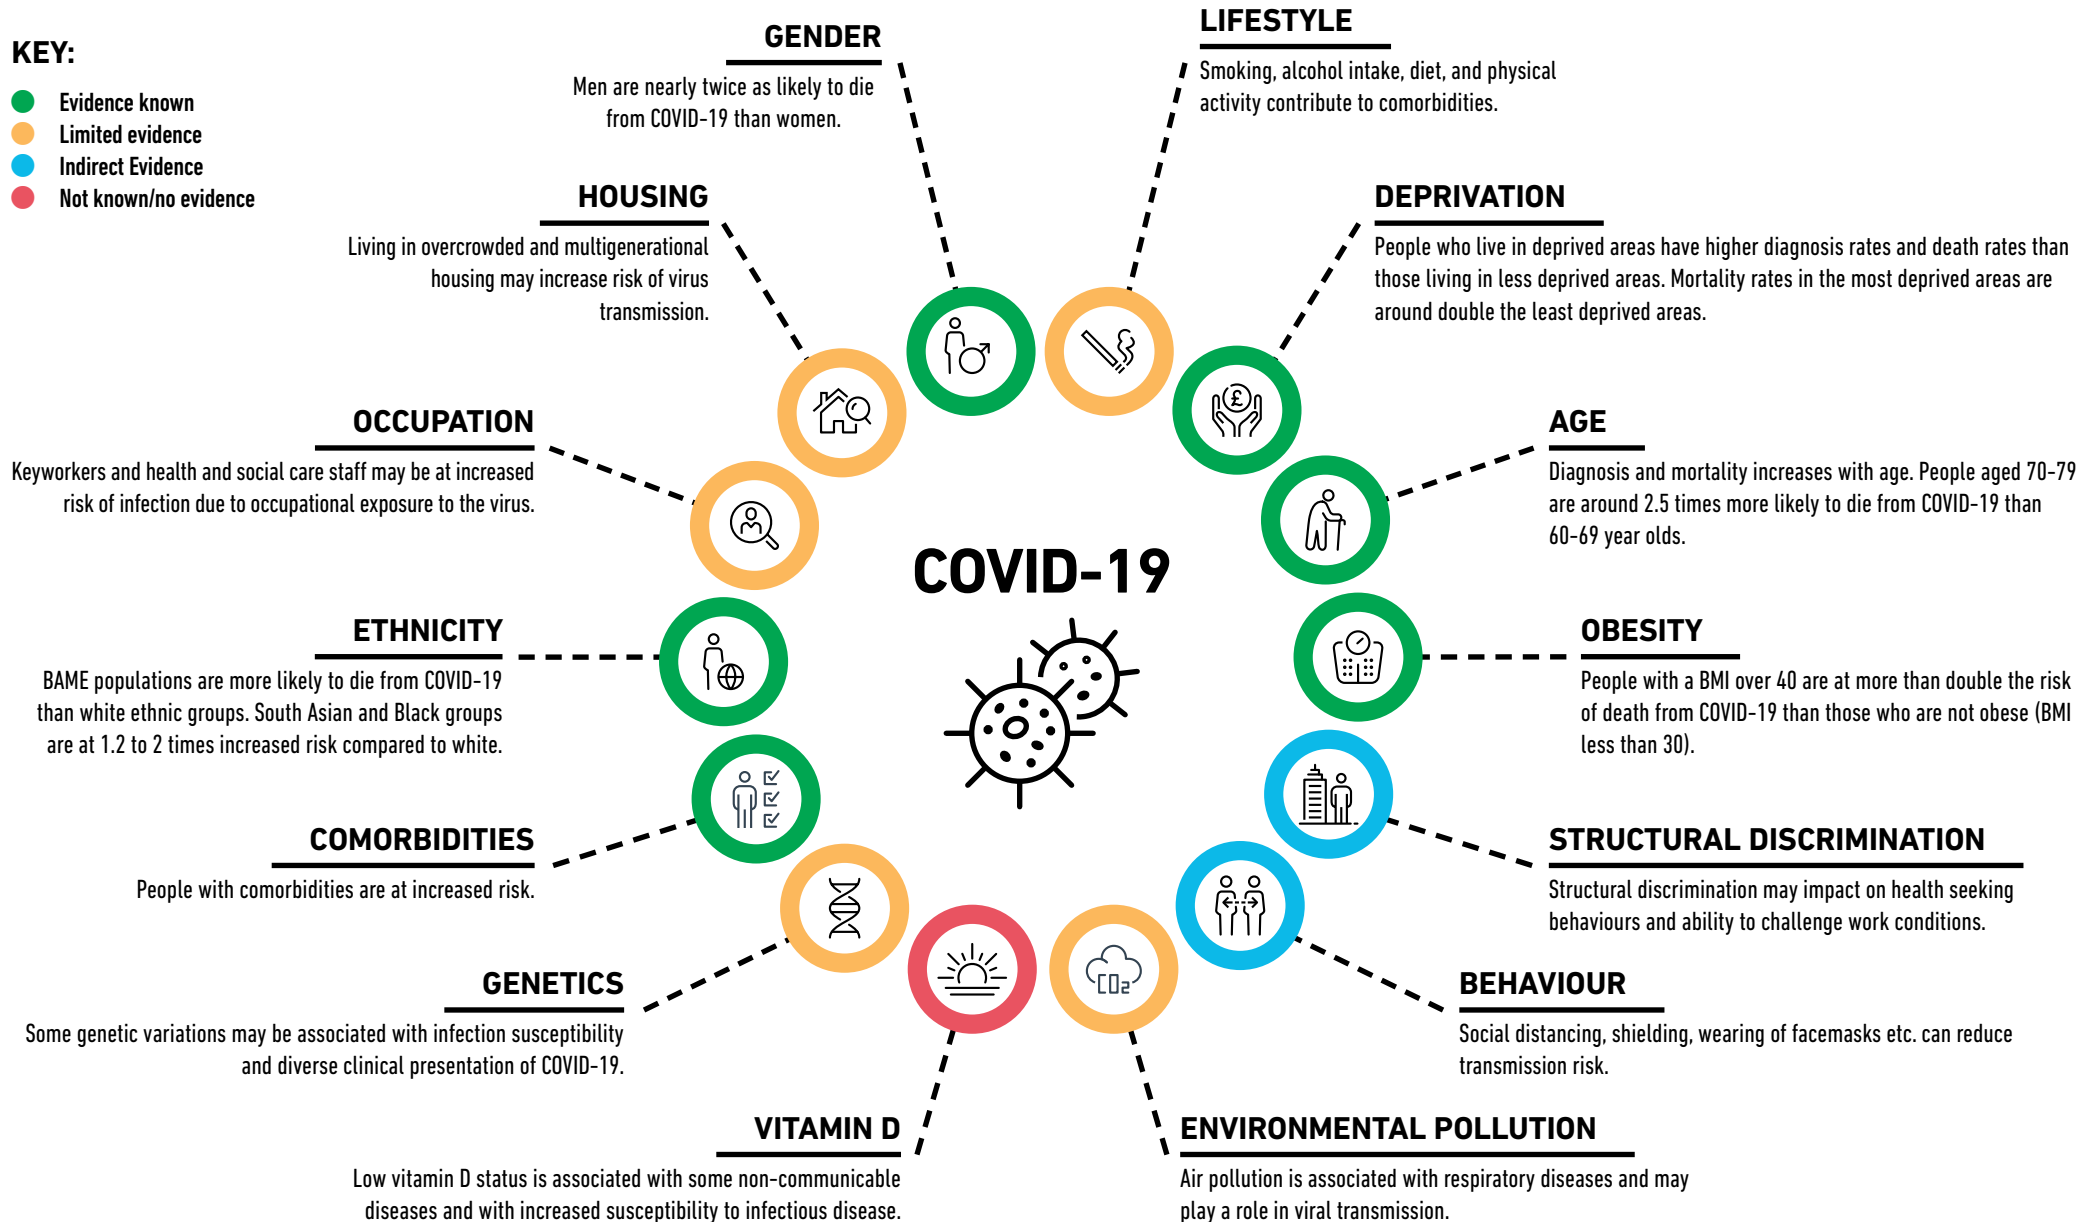 KEY:
Evidence known
Limited evidence
Indirect Evidence
Not known/no evidence
GENDER
Men are nearly twice as likely to die
from COVID-19 than women.
LIFESTYLE
Smoking, alcohol intake, diet, and physical
activity contribute to comorbidities.
HOUSING
Living in overcrowded and multigenerational
housing may increase risk of virus
transmission.
DEPRIVATION
People who live in deprived areas have higher diagnosis rates and death rates than
those living in less deprived areas. Mortality rates in the most deprived areas are
around double the least deprived areas.
£
OCCUPATION
Keyworkers and health and social care staff may be at increased
risk of infection due to occupational exposure to the virus.
AGE
Diagnosis and mortality increases with age. People aged 70-79
are around 2.5 times more likely to die from COVID-19 than
60-69 year olds.
COVID-19
ETHNICITY
BAME populations are more likely to die from COVID-19
than white ethnic groups. South Asian and Black groups
are at 1.2 to 2 times increased risk compared to white.
OBESITY
People with a BMI over 40 are at more than double the risk
of death from COVID-19 than those who are not obese (BMI
less than 30).
COMORBIDITIES
People with comorbidities are at increased risk.
STRUCTURAL DISCRIMINATION
Structural discrimination may impact on health seeking
behaviours and ability to challenge work conditions.
GENETICS
Some genetic variations may be associated with infection susceptibility
and diverse clinical presentation of COVID-19.
CO₂
BEHAVIOUR
Social distancing, shielding, wearing of facemasks etc. can reduce
transmission risk.
VITAMIN D
Low vitamin D status is associated with some non-communicable
diseases and with increased susceptibility to infectious disease.
ENVIRONMENTAL POLLUTION
Air pollution is associated with respiratory diseases and may
play a role in viral transmission.